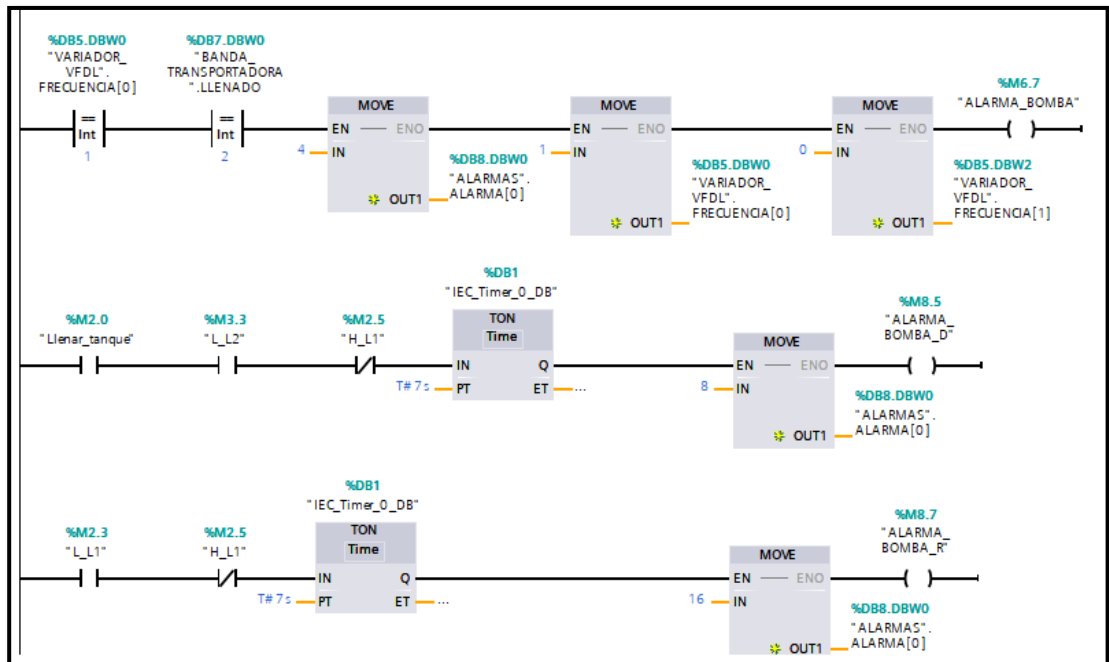 %DB5.DBW0
"VARIADOR_
VFDL".
FRECUENCIA[0]
==
Int
1
%DB7.DBW0
"BANDA_
TRANSPORTADORA
".LLENADO
==
Int
2
MOVE
EN ENO
4 IN
OUT1
%DB8.DBW0
"ALARMAS".
ALARMA[0]
MOVE
EN ENO
1 IN
OUT1
%DB5.DBW0
"VARIADOR_
VFDL".
FRECUENCIA[0]
MOVE
EN ENO
0 IN
OUT1
%DB5.DBW2
"VARIADOR_
VFDL".
FRECUENCIA[1]
%M6.7
"ALARMA_BOMBA"
%M2.0
"Llenar_tanque"
%M3.3
"L_L2"
%M2.5
"H_L1"
%DB1
"IEC_Timer_0_DB"
TON
Time
IN Q
T#7s PT ET ...
MOVE
EN ENO
8 IN
OUT1
%DB8.DBW0
"ALARMAS".
ALARMA[0]
%M8.5
"ALARMA_
BOMBA_D"
%M2.3
"L_L1"
%M2.5
"H_L1"
%DB1
"IEC_Timer_0_DB"
TON
Time
IN Q
T#7s PT ET ...
MOVE
EN ENO
16 IN
OUT1
%DB8.DBW0
"ALARMAS".
ALARMA[0]
%M8.7
"ALARMA_
BOMBA_R"